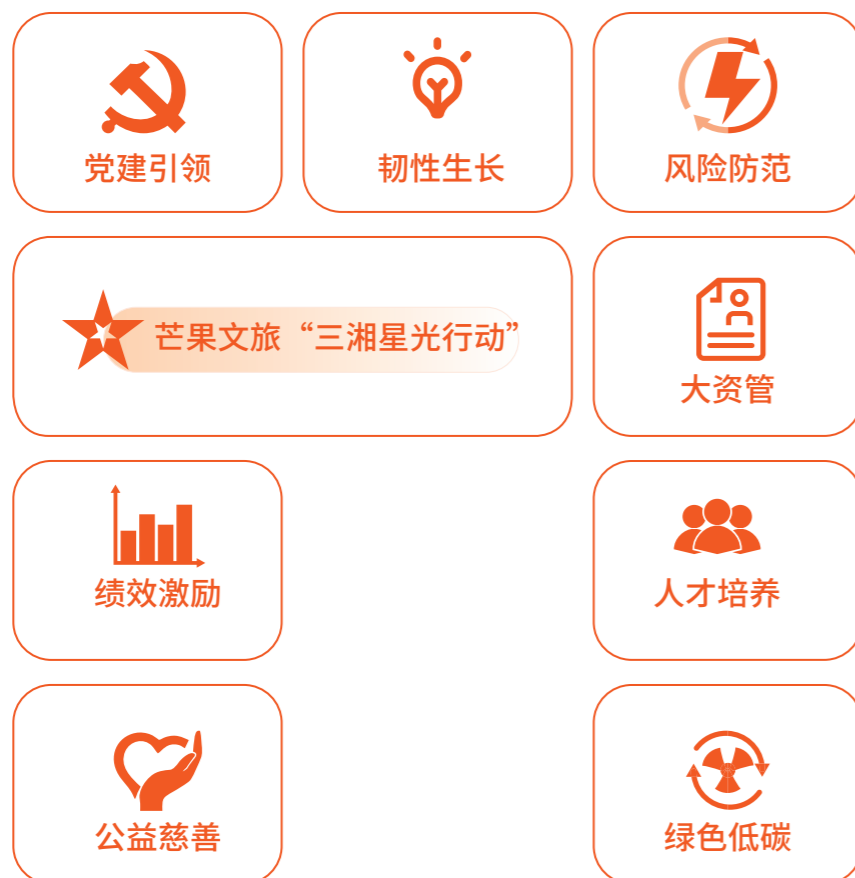 党建引领
韧性生长
风险防范
芒果文旅“三湘星光行动”
大资管
绩效激励
人才培养
公益慈善
绿色低碳